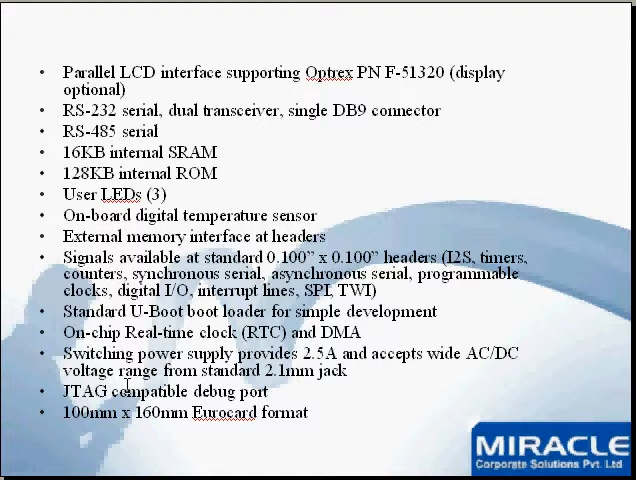 • Parallel LCD interface supporting Optrex PN F-51320 (display
optional)
• RS-232 serial, dual transceiver, single DB9 connector
• RS-485 serial
• 16KB internal SRAM
• 128KB internal ROM
• User LEDs (3)
• On-board digital temperature sensor
• External memory interface at headers
• Signals available at standard 0.100” x 0.100” headers (I2S, timers,
counters, synchronous serial, asynchronous serial, programmable
clocks, digital I/O, interrupt lines, SPI, TWI)
• Standard U-Boot boot loader for simple development
• On-chip Real-time clock (RTC) and DMA
• Switching power supply provides 2.5A and accepts wide AC/DC
voltage range from standard 2.1mm jack
• JTAG compatible debug port
• 100mm x 160mm Eurocard format
MIRACLE
Corporate Solutions Pvt. Ltd